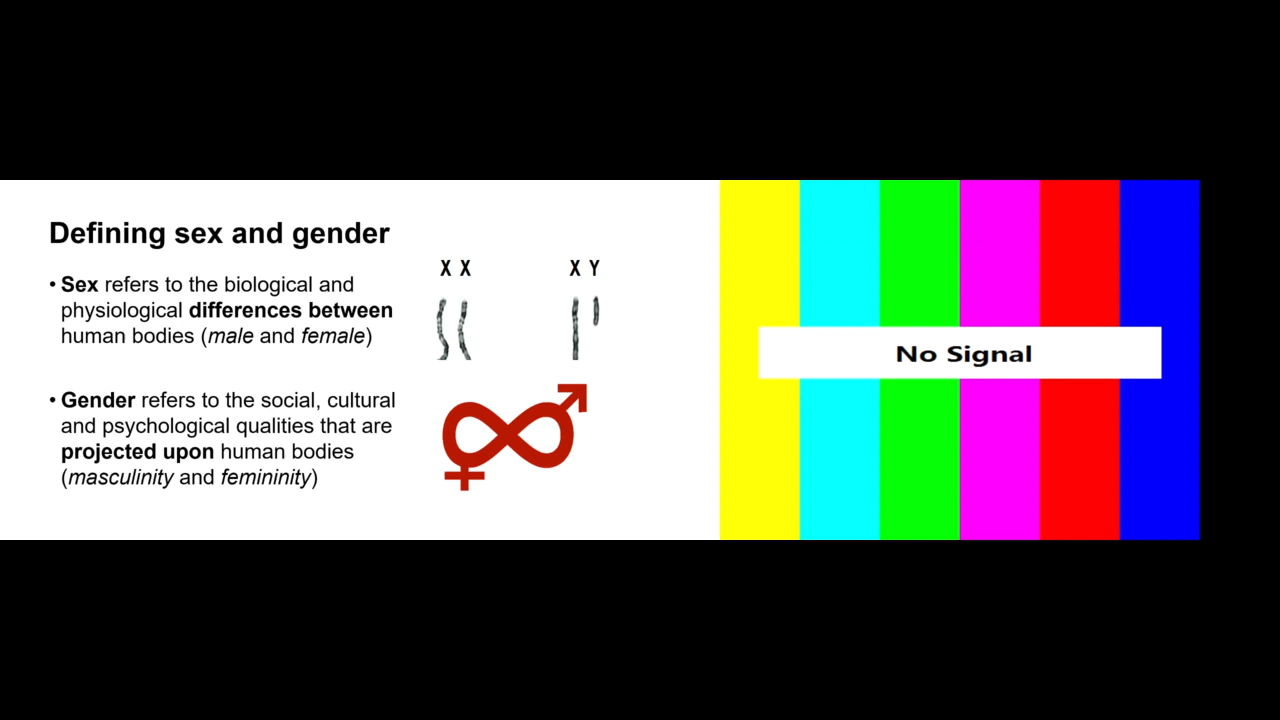 Defining sex and gender
• Sex refers to the biological and
physiological differences between
human bodies (male and female)
• Gender refers to the social, cultural
and psychological qualities that are
projected upon human bodies
(masculinity and femininity)
X X
X Y
No Signal